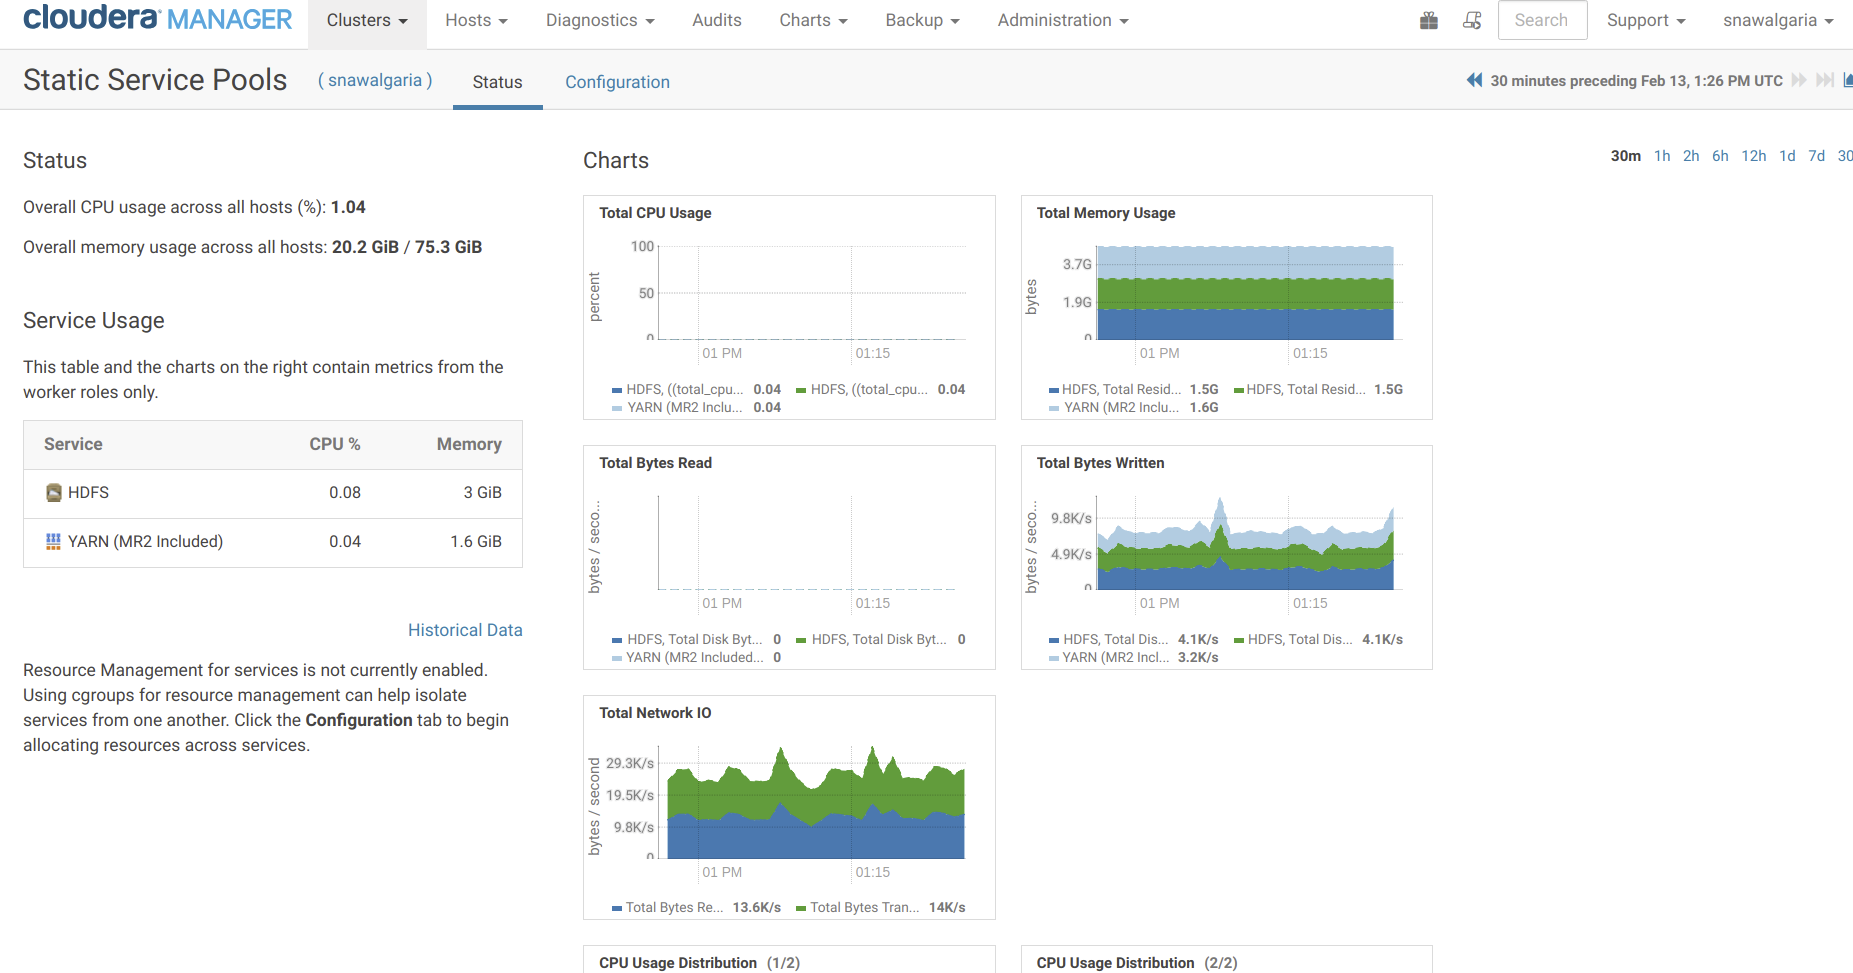 cloudera MANAGER Clusters Hosts Diagnostics Audits Charts Backup Administration Search Support snawalgaria
Static Service Pools ( snawalgaria ) Status Configuration 30 minutes preceding Feb 13, 1:26 PM UTC
Status
Overall CPU usage across all hosts (%): 1.04
Overall memory usage across all hosts: 20.2 GiB / 75.3 GiB
Service Usage
This table and the charts on the right contain metrics from the
worker roles only.
Service CPU % Memory
HDFS 0.08 3 GiB
YARN (MR2 Included) 0.04 1.6 GiB
Historical Data
Resource Management for services is not currently enabled.
Using cgroups for resource management can help isolate
services from one another. Click the Configuration tab to begin
allocating resources across services.
Charts
30m 1h 2h 6h 12h 1d 7d 30
Total CPU Usage
percent
100
50
0
01 PM 01:15
HDFS, ((total_cpu... 0.04 HDFS, ((total_cpu... 0.04
YARN (MR2 Inclu... 0.04
Total Memory Usage
bytes
3.7G
1.9G
0
01 PM 01:15
HDFS, Total Resid... 1.5G HDFS, Total Resid... 1.5G
YARN (MR2 Inclu... 1.6G
Total Bytes Read
bytes / seco...
01 PM 01:15
HDFS, Total Disk Byt... 0 HDFS, Total Disk Byt... 0
YARN (MR2 Included... 0
Total Bytes Written
bytes / seco...
9.8K/s
4.9K/s
0
01 PM 01:15
HDFS, Total Dis... 4.1K/s HDFS, Total Dis... 4.1K/s
YARN (MR2 Incl... 3.2K/s
Total Network IO
bytes / second
29.3K/s
19.5K/s
9.8K/s
0
01 PM 01:15
Total Bytes Re... 13.6K/s Total Bytes Tran... 14K/s
CPU Usage Distribution (1/2)
CPU Usage Distribution (2/2)